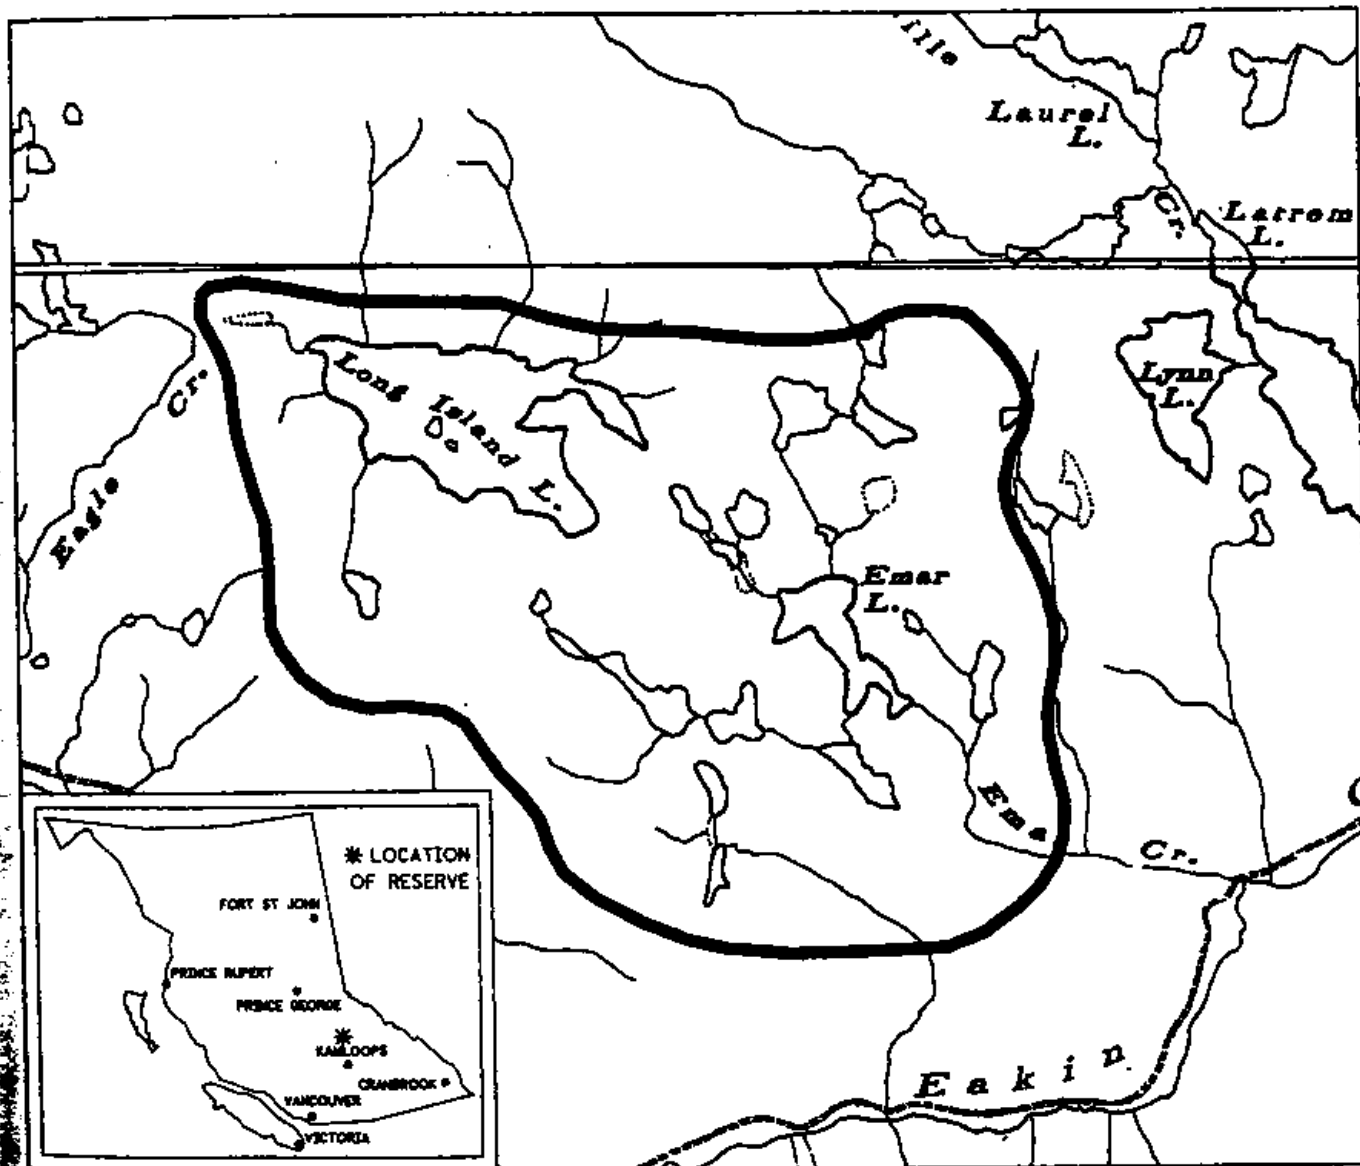 ille
Laurel
L.
Cr.
Latrem
L.
Long Island L.
Lynn
L.
Eagle Cr.
Emar
L.
Ema Cr.
Eakin
✳ LOCATION
OF RESERVE
FORT ST JOHN
PRINCE RUPERT
PRINCE GEORGE
KAMLOOPS
CRANBROOK
VANCOUVER
VICTORIA